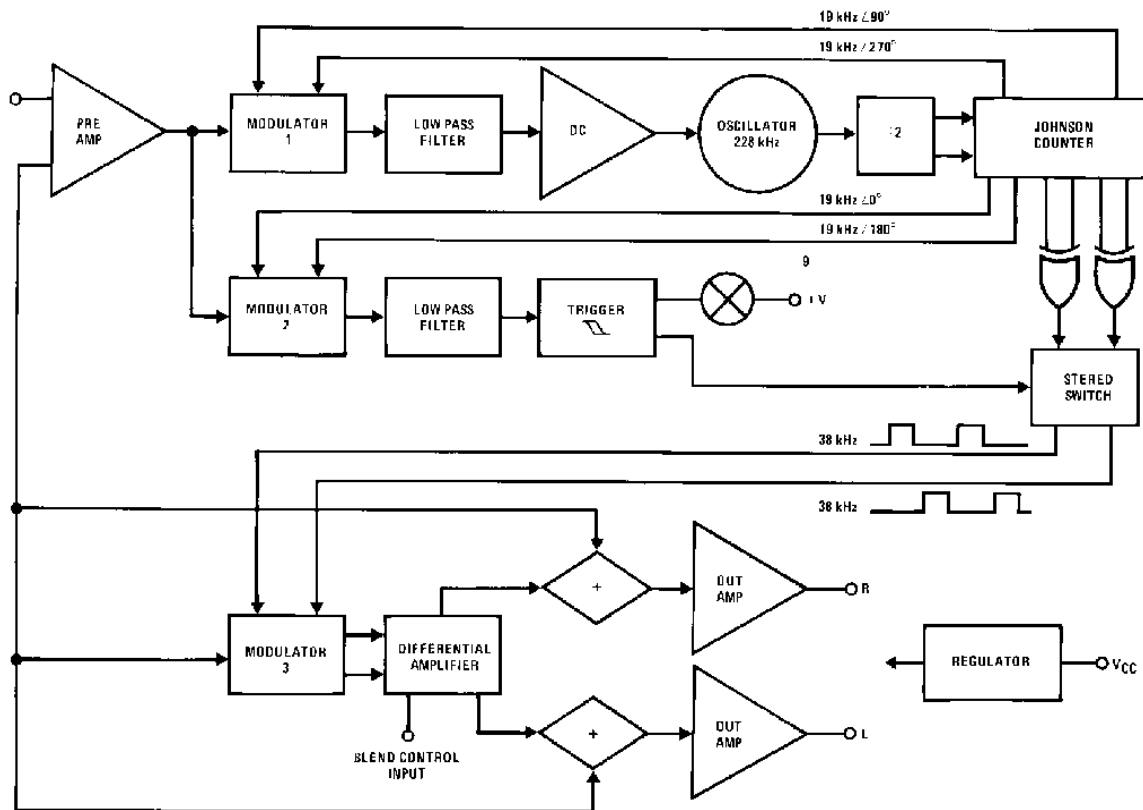 19 kHz ∠90°
19 kHz ∠270°
PRE
AMP
MODULATOR
1
LOW PASS
FILTER
DC
OSCILLATOR
228 kHz
÷2
JOHNSON
COUNTER
19 kHz ∠0°
19 kHz ∠180°
9
MODULATOR
2
LOW PASS
FILTER
TRIGGER
+V
STEREO
SWITCH
38 kHz
38 kHz
+
OUT
AMP
R
MODULATOR
3
DIFFERENTIAL
AMPLIFIER
REGULATOR
VCC
+
OUT
AMP
L
BLEND CONTROL
INPUT